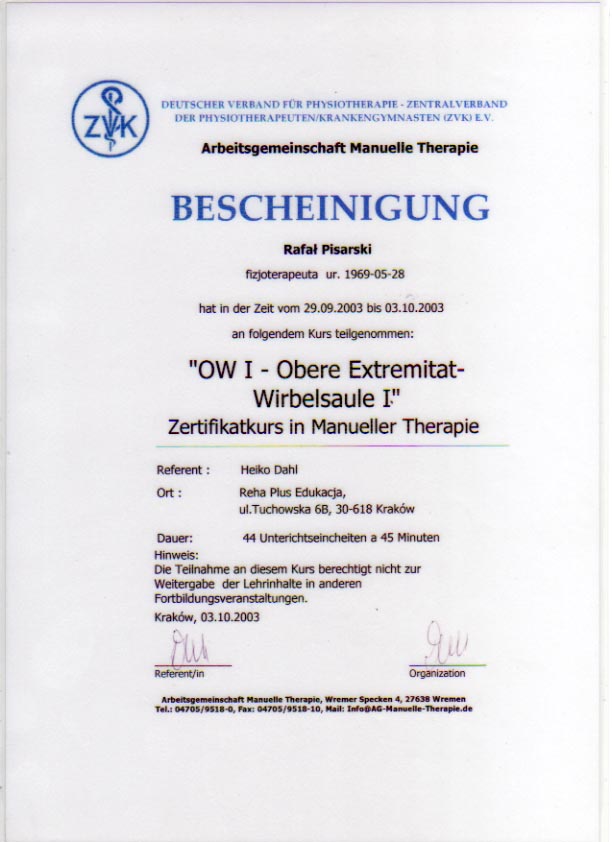 ZVK
DEUTSCHER VERBAND FÜR PHYSIOTHERAPIE - ZENTRALVERBAND
DER PHYSIOTHERAPEUTEN/KRANKENGYMNASTEN (ZVK) E.V.
Arbeitsgemeinschaft Manuelle Therapie
BESCHEINIGUNG
Rafał Pisarski
fizjoterapeuta ur. 1969-05-28
hat in der Zeit vom 29.09.2003 bis 03.10.2003
an folgendem Kurs teilgenommen:
"OW I - Obere Extremitat-
Wirbelsaule I"
Zertifikatkurs in Manueller Therapie
Referent : Heiko Dahl
Ort : Reha Plus Edukacja,
ul.Tuchowska 6B, 30-618 Kraków
Dauer: 44 Unterichtseincheiten a 45 Minuten
Hinweis:
Die Teilnahme an diesem Kurs berechtigt nicht zur
Weitergabe der Lehrinhalte in anderen
Fortbildungsveranstaltungen.
Kraków, 03.10.2003
Referent/in Organization
Arbeitsgemeinschaft Manuelle Therapie, Wremer Specken 4, 27638 Wremen
Tel.: 04705/9518-0, Fax: 04705/9518-10, Mail: Info@AG-Manuelle-Therapie.de